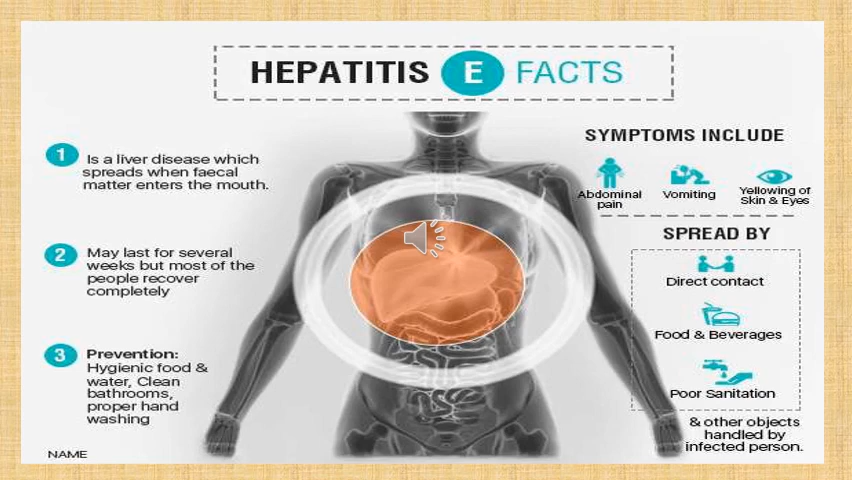 HEPATITIS E FACTS
1 Is a liver disease which
spreads when faecal
matter enters the mouth.
2 May last for several
weeks but most of the
people recover
completely
3 Prevention:
Hygienic food &
water, Clean
bathrooms,
proper hand
washing
NAME
SYMPTOMS INCLUDE
Abdominal
pain
Vomiting
Yellowing of
Skin & Eyes
SPREAD BY
Direct contact
Food & Beverages
Poor Sanitation
& other objects
handled by
infected person.